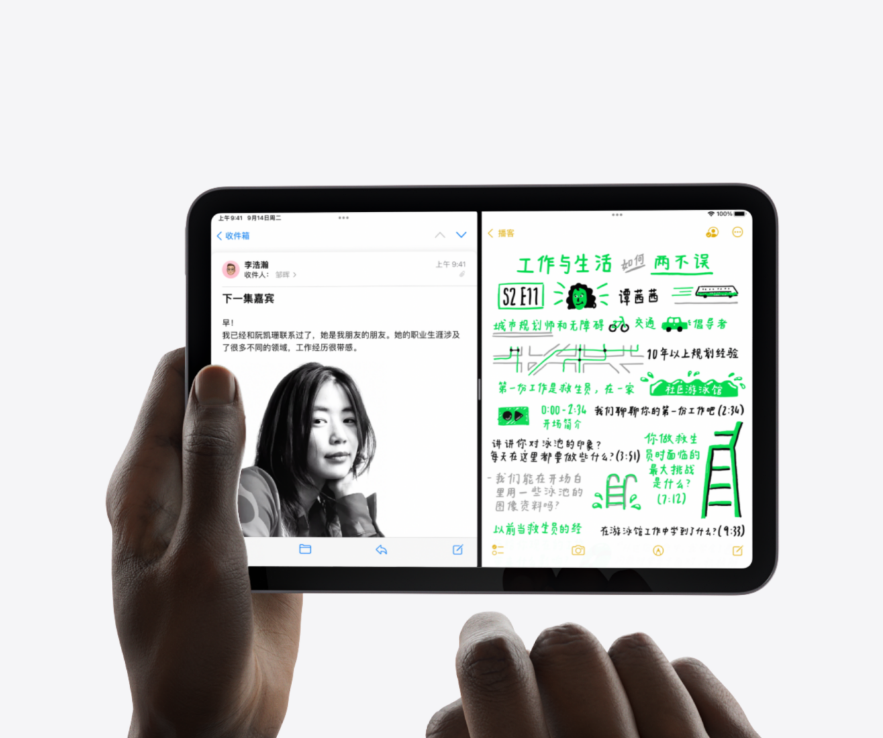 上午9:41 9月14日周二
收件箱
李浩瀚
上午9:41
收件人: 邹晖
下一集嘉宾
早!
我已经和阮凯珊联系过了,她是我朋友的朋友。她的职业生涯涉及
了很多不同的领域,工作经历很带感。
100%
播客
工作与生活 如何 两不误
S2 E11
谭茜茜
城市规划师和无障碍 交通 倡导者
10年以上规划经验
第一份工作是救生员,在一家 社区游泳馆
0:00-2:34
开场简介
我们聊聊你的第一份工作吧(2:34)
讲讲你对泳池的印象?
每天在这里都要做些什么?(3:51)
你做救生
员时面临的
最大挑战
是什么?
(7:12)
-我们能在开场白
里用一些泳池的
图像资料吗?
以前当救生员的经
在游泳馆工作中学到了什么?(9:33)